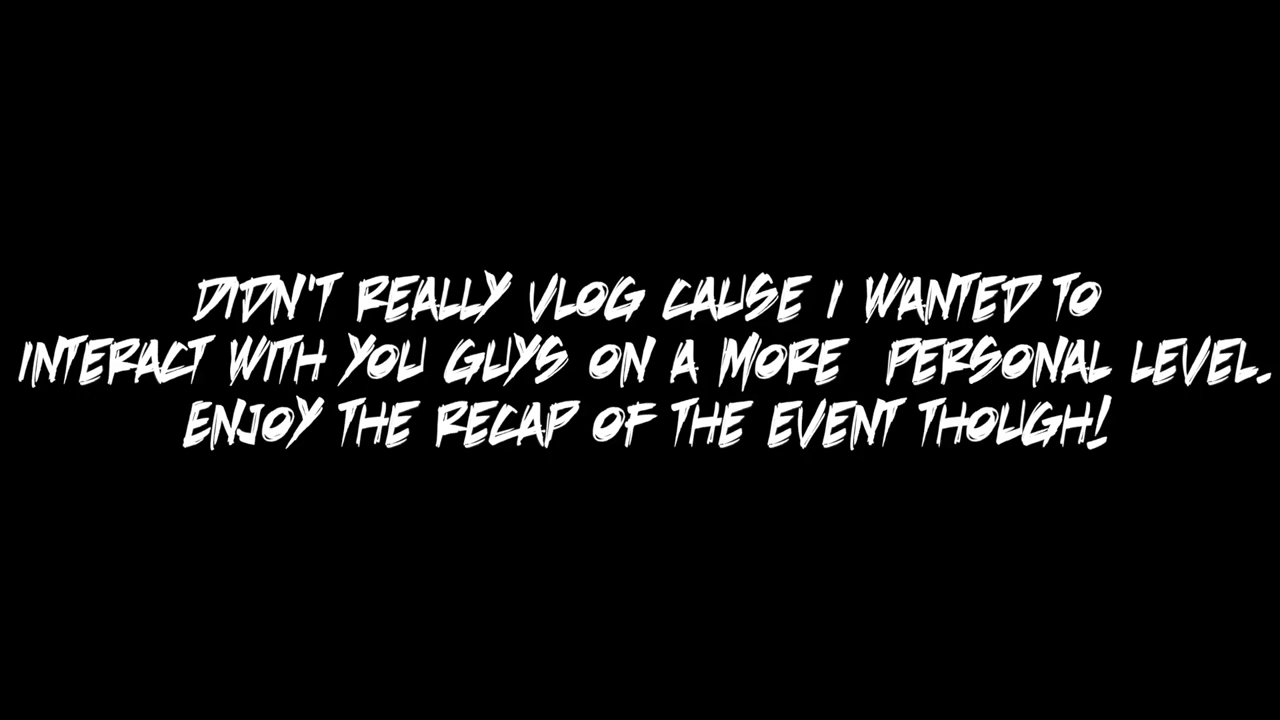 DIDN'T REALLY VLOG CAUSE I WANTED TO
INTERACT WITH YOU GUYS ON A MORE  PERSONAL LEVEL.
ENJOY THE RECAP OF THE EVENT THOUGH!